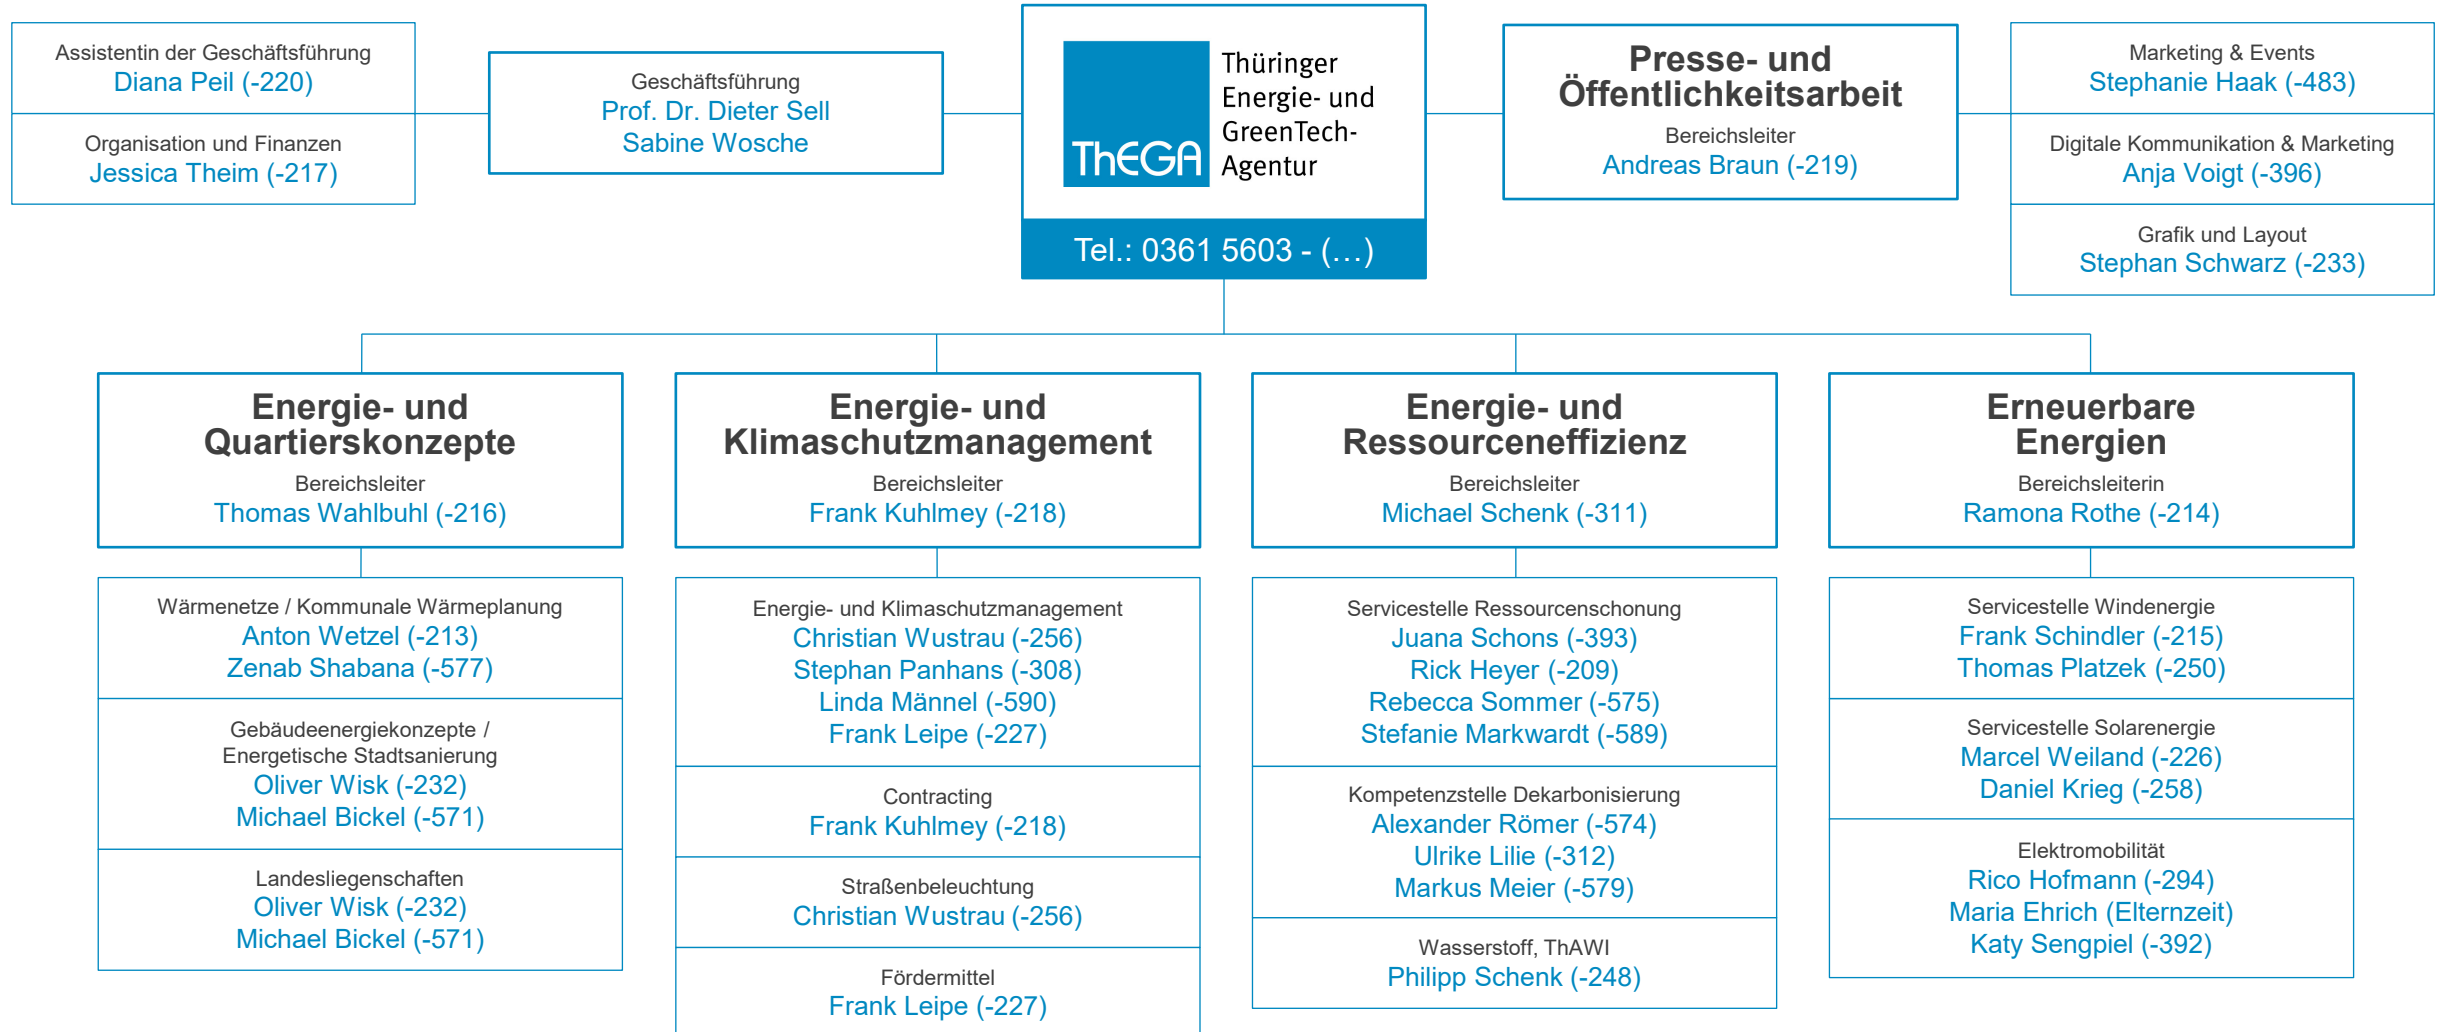 Assistentin der Geschäftsführung
Diana Peil (-220)
Organisation und Finanzen
Jessica Theim (-217)
Geschäftsführung
Prof. Dr. Dieter Sell
Sabine Wosche
ThEGA
Thüringer
Energie- und
GreenTech-
Agentur
Tel.: 0361 5603 - (…)
Presse- und
Öffentlichkeitsarbeit
Bereichsleiter
Andreas Braun (-219)
Marketing & Events
Stephanie Haak (-483)
Digitale Kommunikation & Marketing
Anja Voigt (-396)
Grafik und Layout
Stephan Schwarz (-233)
Energie- und
Quartierskonzepte
Bereichsleiter
Thomas Wahlbuhl (-216)
Wärmenetze / Kommunale Wärmeplanung
Anton Wetzel (-213)
Zenab Shabana (-577)
Gebäudeenergiekonzepte /
Energetische Stadtsanierung
Oliver Wisk (-232)
Michael Bickel (-571)
Landesliegenschaften
Oliver Wisk (-232)
Michael Bickel (-571)
Energie- und
Klimaschutzmanagement
Bereichsleiter
Frank Kuhlmey (-218)
Energie- und Klimaschutzmanagement
Christian Wustrau (-256)
Stephan Panhans (-308)
Linda Männel (-590)
Frank Leipe (-227)
Contracting
Frank Kuhlmey (-218)
Straßenbeleuchtung
Christian Wustrau (-256)
Fördermittel
Frank Leipe (-227)
Energie- und
Ressourceneffizienz
Bereichsleiter
Michael Schenk (-311)
Servicestelle Ressourcenschonung
Juana Schons (-393)
Rick Heyer (-209)
Rebecca Sommer (-575)
Stefanie Markwardt (-589)
Kompetenzstelle Dekarbonisierung
Alexander Römer (-574)
Ulrike Lilie (-312)
Markus Meier (-579)
Wasserstoff, ThAWI
Philipp Schenk (-248)
Erneuerbare
Energien
Bereichsleiterin
Ramona Rothe (-214)
Servicestelle Windenergie
Frank Schindler (-215)
Thomas Platzek (-250)
Servicestelle Solarenergie
Marcel Weiland (-226)
Daniel Krieg (-258)
Elektromobilität
Rico Hofmann (-294)
Maria Ehrich (Elternzeit)
Katy Sengpiel (-392)